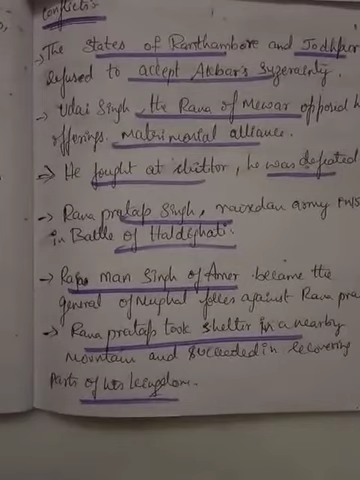 Conflicts:-
→ The States of Ranthambore and Jodhpur
refused to accept Akbar's Suzerainty.
→ Udai Singh, the Rana of Mewar opposed h
offerings matrimonial alliance.
⇒ He fought at chittor, he was defeated
→ Rana pratap Singh, army
in Battle of Haldighati.
→ Raja man Singh of Amer became the
general of Mughal forces against Rana pra
→ Rana pratap took shelter in a nearby
mountain and succeeded in recovering
parts of his kingdom.